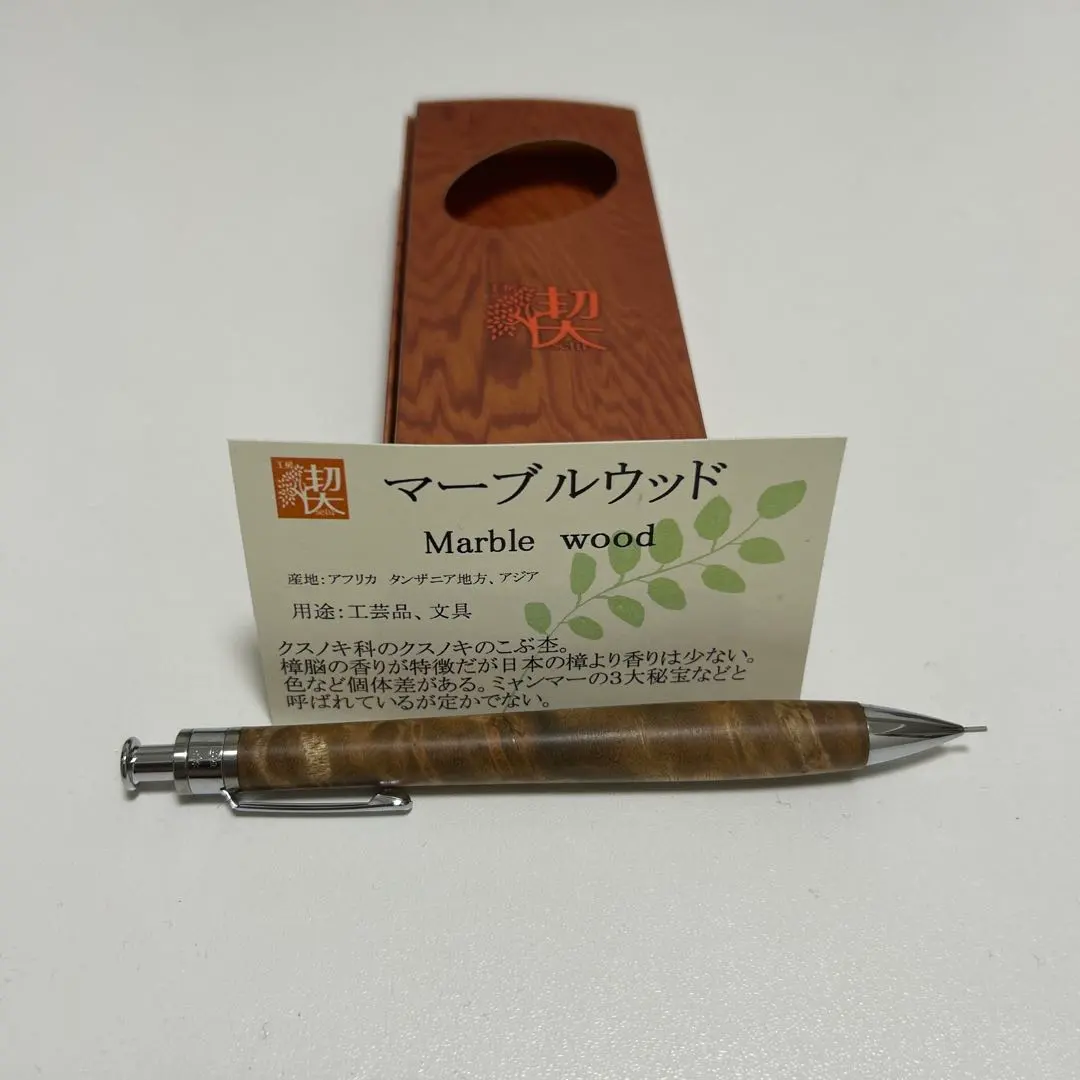 工房
契
マーブルウッド
Marble wood
産地：アフリカ タンザニア地方、アジア
用途：工芸品、文具
クスノキ科のクスノキのこぶ杢。
樟脳の香りが特徴だが日本の樟より香りは少ない。
色など個体差がある。ミャンマーの3大秘宝などと
呼ばれているが定かでない。
工房
契